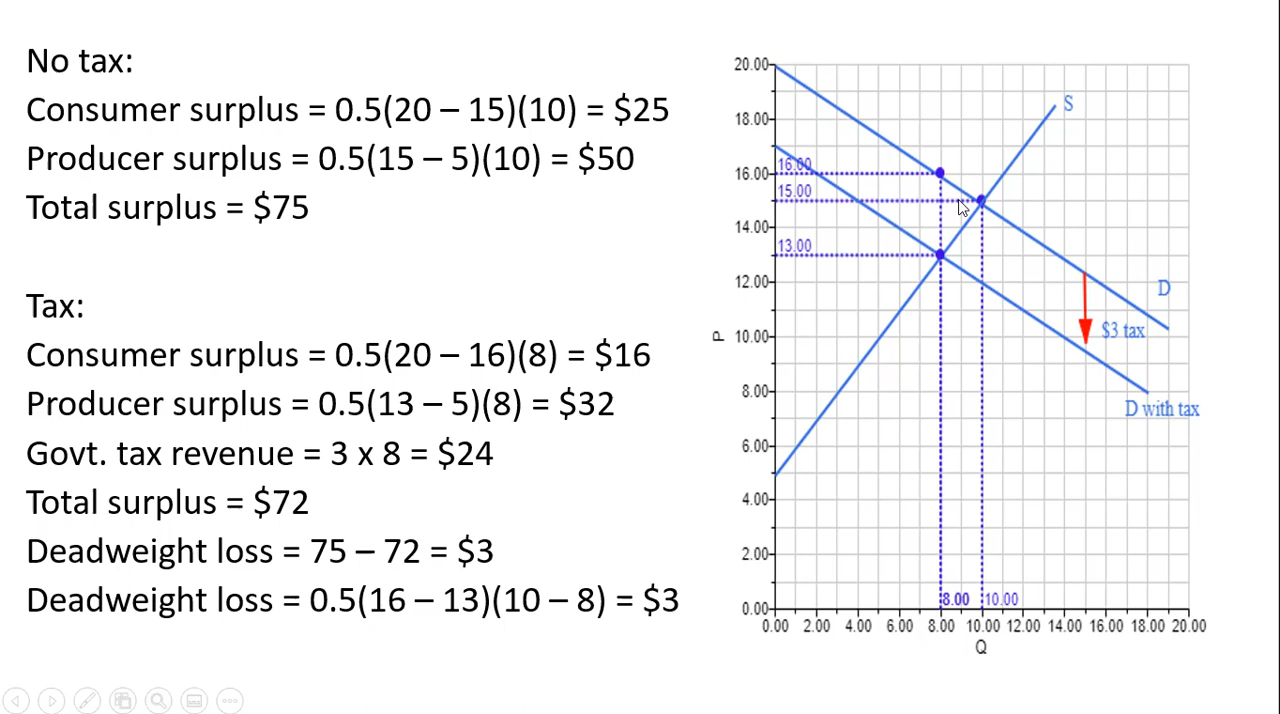 No tax:
Consumer surplus = 0.5(20 – 15)(10) = $25
Producer surplus = 0.5(15 – 5)(10) = $50
Total surplus = $75
Tax:
Consumer surplus = 0.5(20 – 16)(8) = $16
Producer surplus = 0.5(13 – 5)(8) = $32
Govt. tax revenue = 3 x 8 = $24
Total surplus = $72
Deadweight loss = 75 – 72 = $3
Deadweight loss = 0.5(16 – 13)(10 – 8) = $3
20.00
18.00
16.00
14.00
12.00
10.00
8.00
6.00
4.00
2.00
0.00
P
16.00
15.00
13.00
S
D
$3 tax
D with tax
8.00 10.00
0.00 2.00 4.00 6.00 8.00 10.00 12.00 14.00 16.00 18.00 20.00
Q